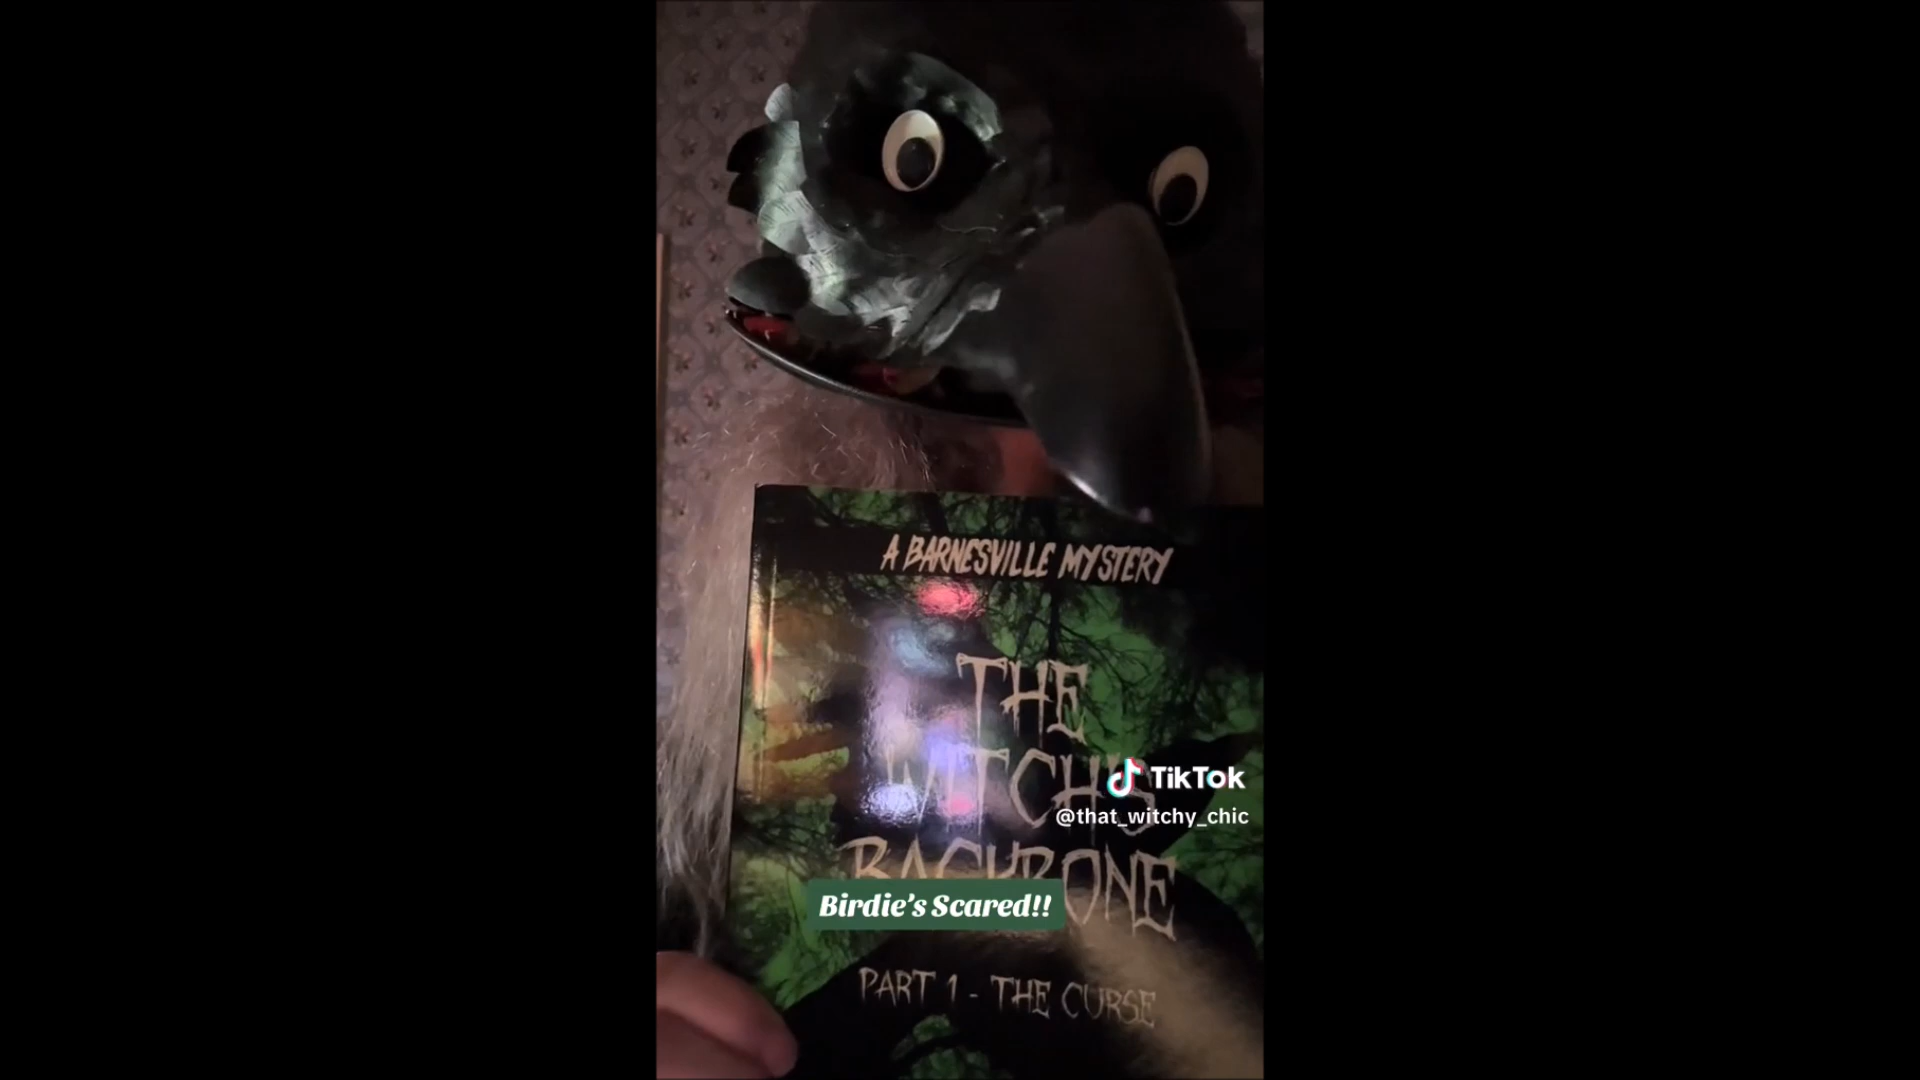 A BARNESVILLE MYSTERY
THE
WITCH'S
BACKBONE
TikTok
@that_witchy_chic
Birdie's Scared!!
PART 1 - THE CURSE